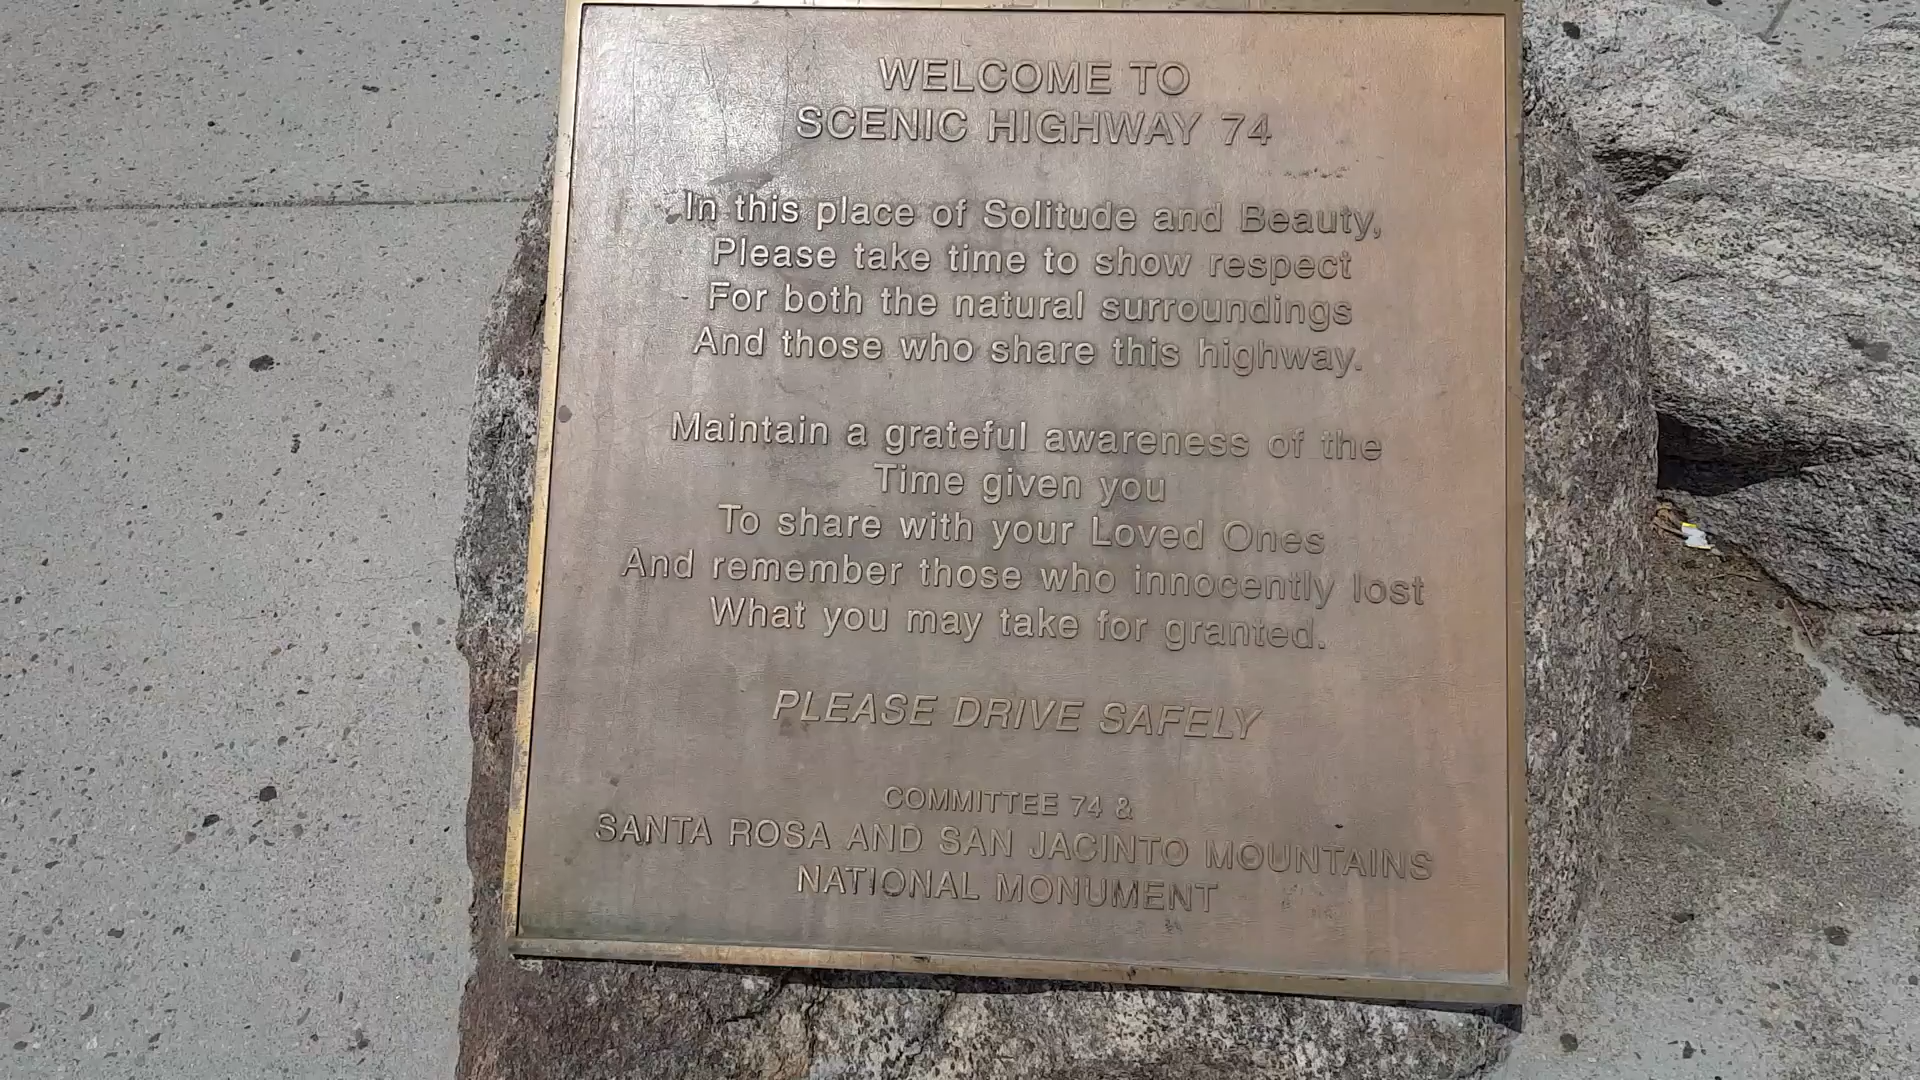 WELCOME TO
SCENIC HIGHWAY 74
In this place of Solitude and Beauty,
Please take time to show respect
For both the natural surroundings
And those who share this highway.
Maintain a grateful awareness of the
Time given you
To share with your Loved Ones
And remember those who innocently lost
What you may take for granted.
PLEASE DRIVE SAFELY
COMMITTEE 74 &
SANTA ROSA AND SAN JACINTO MOUNTAINS
NATIONAL MONUMENT